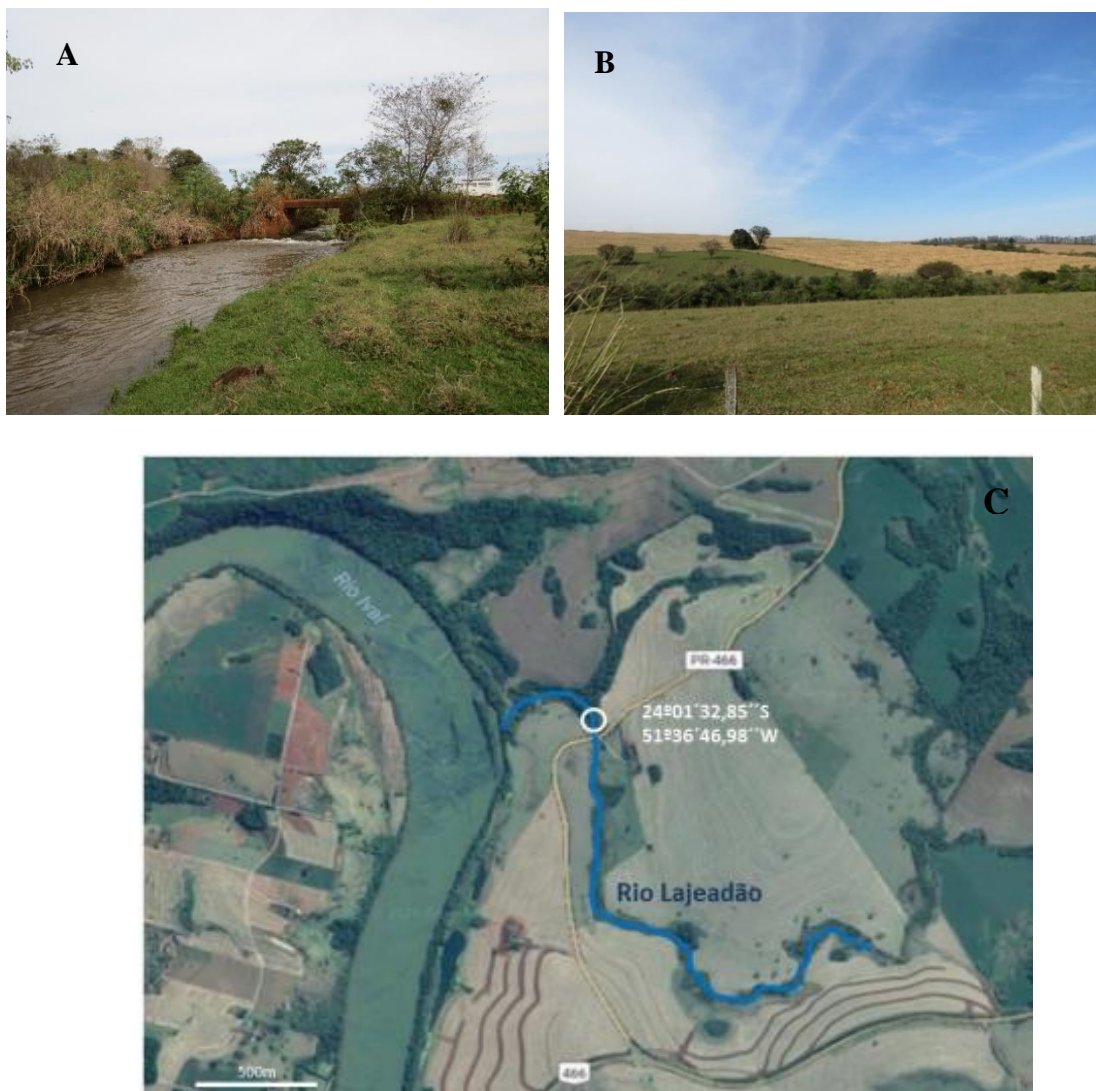 A
B
C
Rio Ivaí
PR-466
24º01´32,85´´S
51º36´46,98´´W
Rio Lajeadão
500m
466